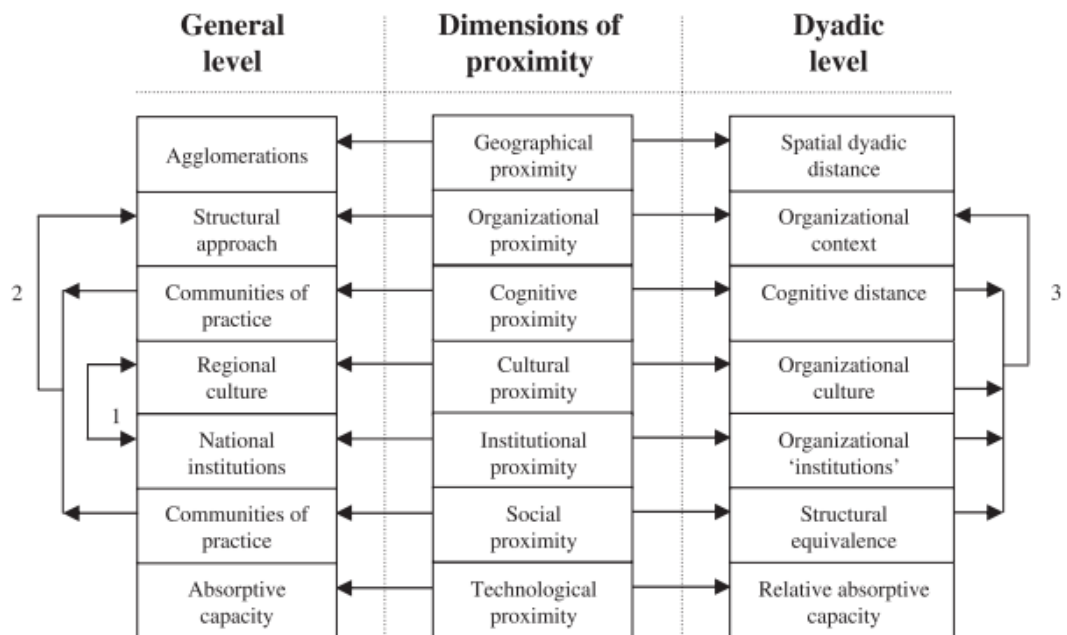 General
level
Dimensions of
proximity
Dyadic
level
Agglomerations
Geographical
proximity
Spatial dyadic
distance
Structural
approach
Organizational
proximity
Organizational
context
2
Communities of
practice
Cognitive
proximity
Cognitive distance
3
Regional
culture
Cultural
proximity
Organizational
culture
1
National
institutions
Institutional
proximity
Organizational
‘institutions’
Communities of
practice
Social
proximity
Structural
equivalence
Absorptive
capacity
Technological
proximity
Relative absorptive
capacity